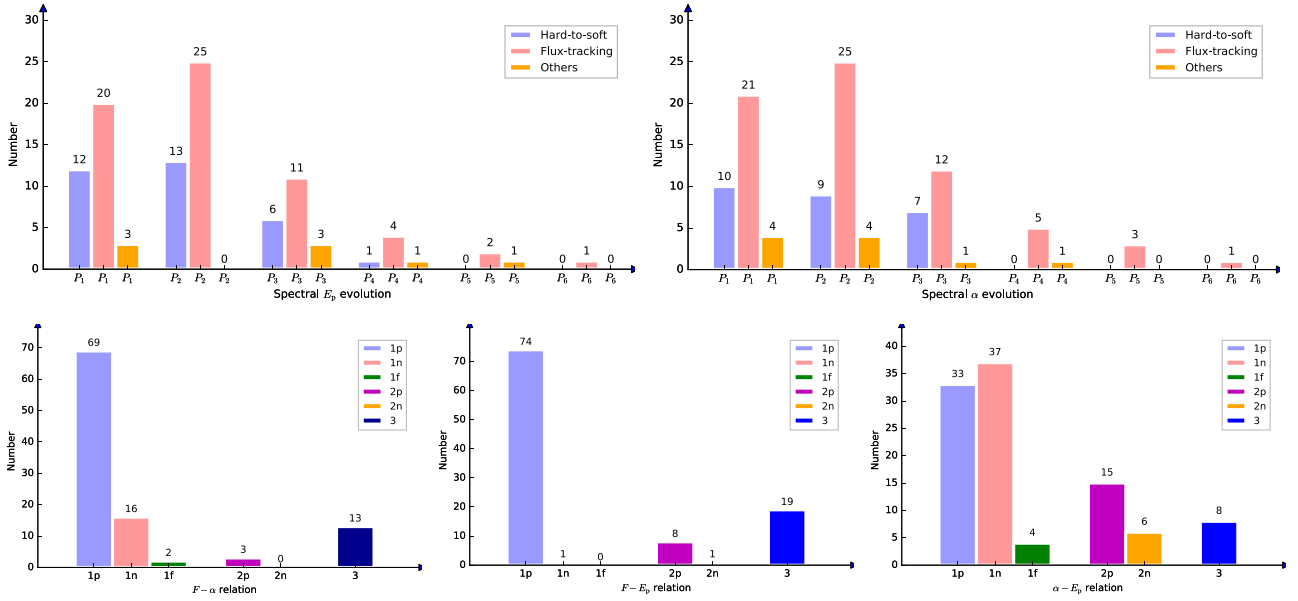 30
25
20
15
10
5
0
Number
12
20
3
13
25
0
6
11
3
1
4
1
0
2
1
0
1
0
P1 P1 P1 P2 P2 P2 P3 P3 P3 P4 P4 P4 P5 P5 P5 P6 P6 P6
Spectral Ep evolution
Hard-to-soft
Flux-tracking
Others
30
25
20
15
10
5
0
Number
10
21
4
9
25
4
7
12
1
0
5
1
0
3
0
0
1
0
P1 P1 P1 P2 P2 P2 P3 P3 P3 P4 P4 P4 P5 P5 P5 P6 P6 P6
Spectral α evolution
Hard-to-soft
Flux-tracking
Others
70
60
50
40
30
20
10
0
Number
69
16
2
3
0
13
1p 1n 1f 2p 2n 3
F − α relation
1p
1n
1f
2p
2n
3
70
60
50
40
30
20
10
0
Number
74
1
0
8
1
19
1p 1n 1f 2p 2n 3
F − Ep relation
1p
1n
1f
2p
2n
3
40
35
30
25
20
15
10
5
0
Number
33
37
4
15
6
8
1p 1n 1f 2p 2n 3
α − Ep relation
1p
1n
1f
2p
2n
3